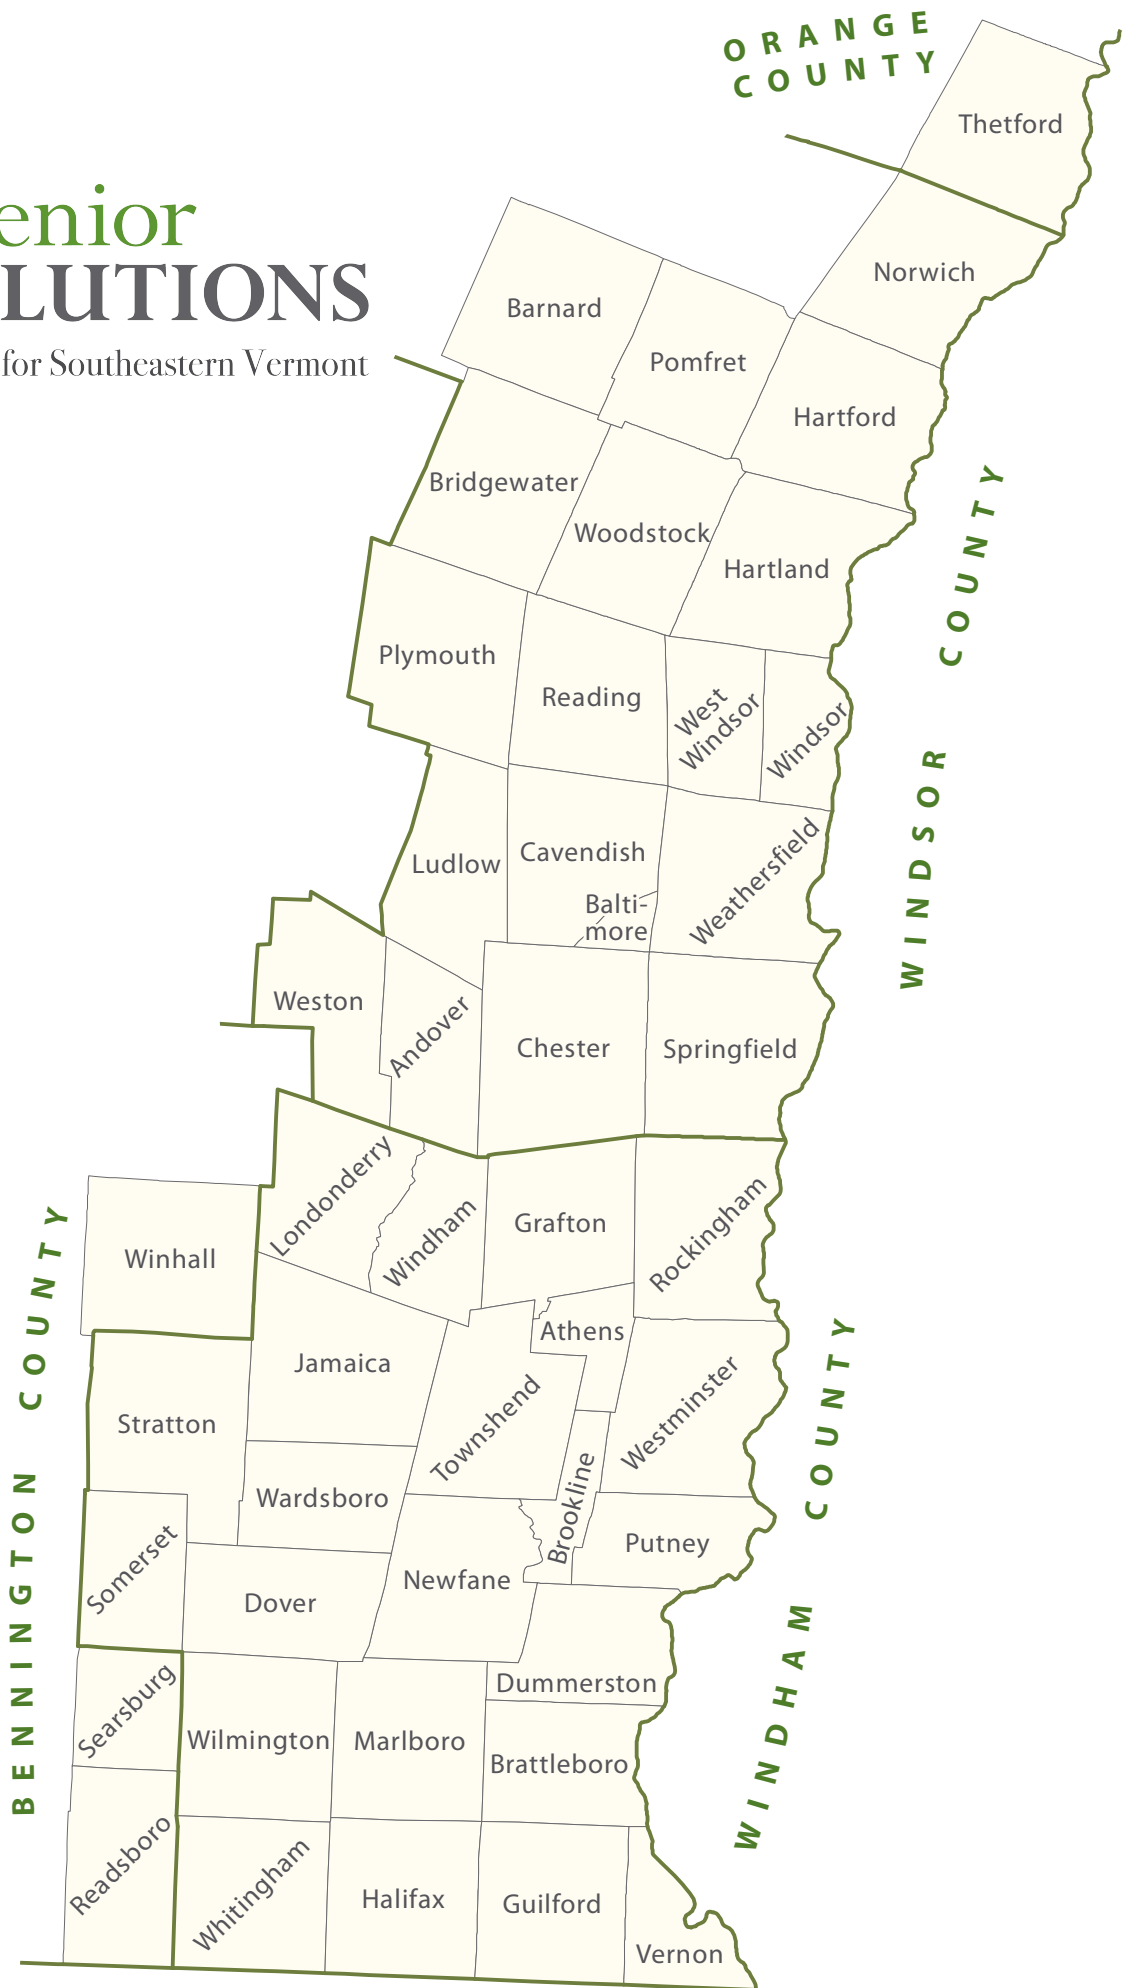 ORANGE
COUNTY
Thetford
enior
LUTIONS
for Southeastern Vermont
Norwich
Barnard
Pomfret
Hartford
Bridgewater
Woodstock
Hartland
WINDSOR COUNTY
Plymouth
Reading
West
Windsor
Windsor
Ludlow
Cavendish
Balti-
more
Weathersfield
Weston
Andover
Chester
Springfield
Londonderry
Windham
Grafton
Rockingham
Winhall
BENNINGTON COUNTY
Jamaica
Athens
Stratton
Townshend
Westminster
WINDHAM COUNTY
Wardsboro
Brookline
Putney
Somerset
Dover
Newfane
Dummerston
Searsburg
Wilmington
Marlboro
Brattleboro
Readsboro
Whitingham
Halifax
Guilford
Vernon